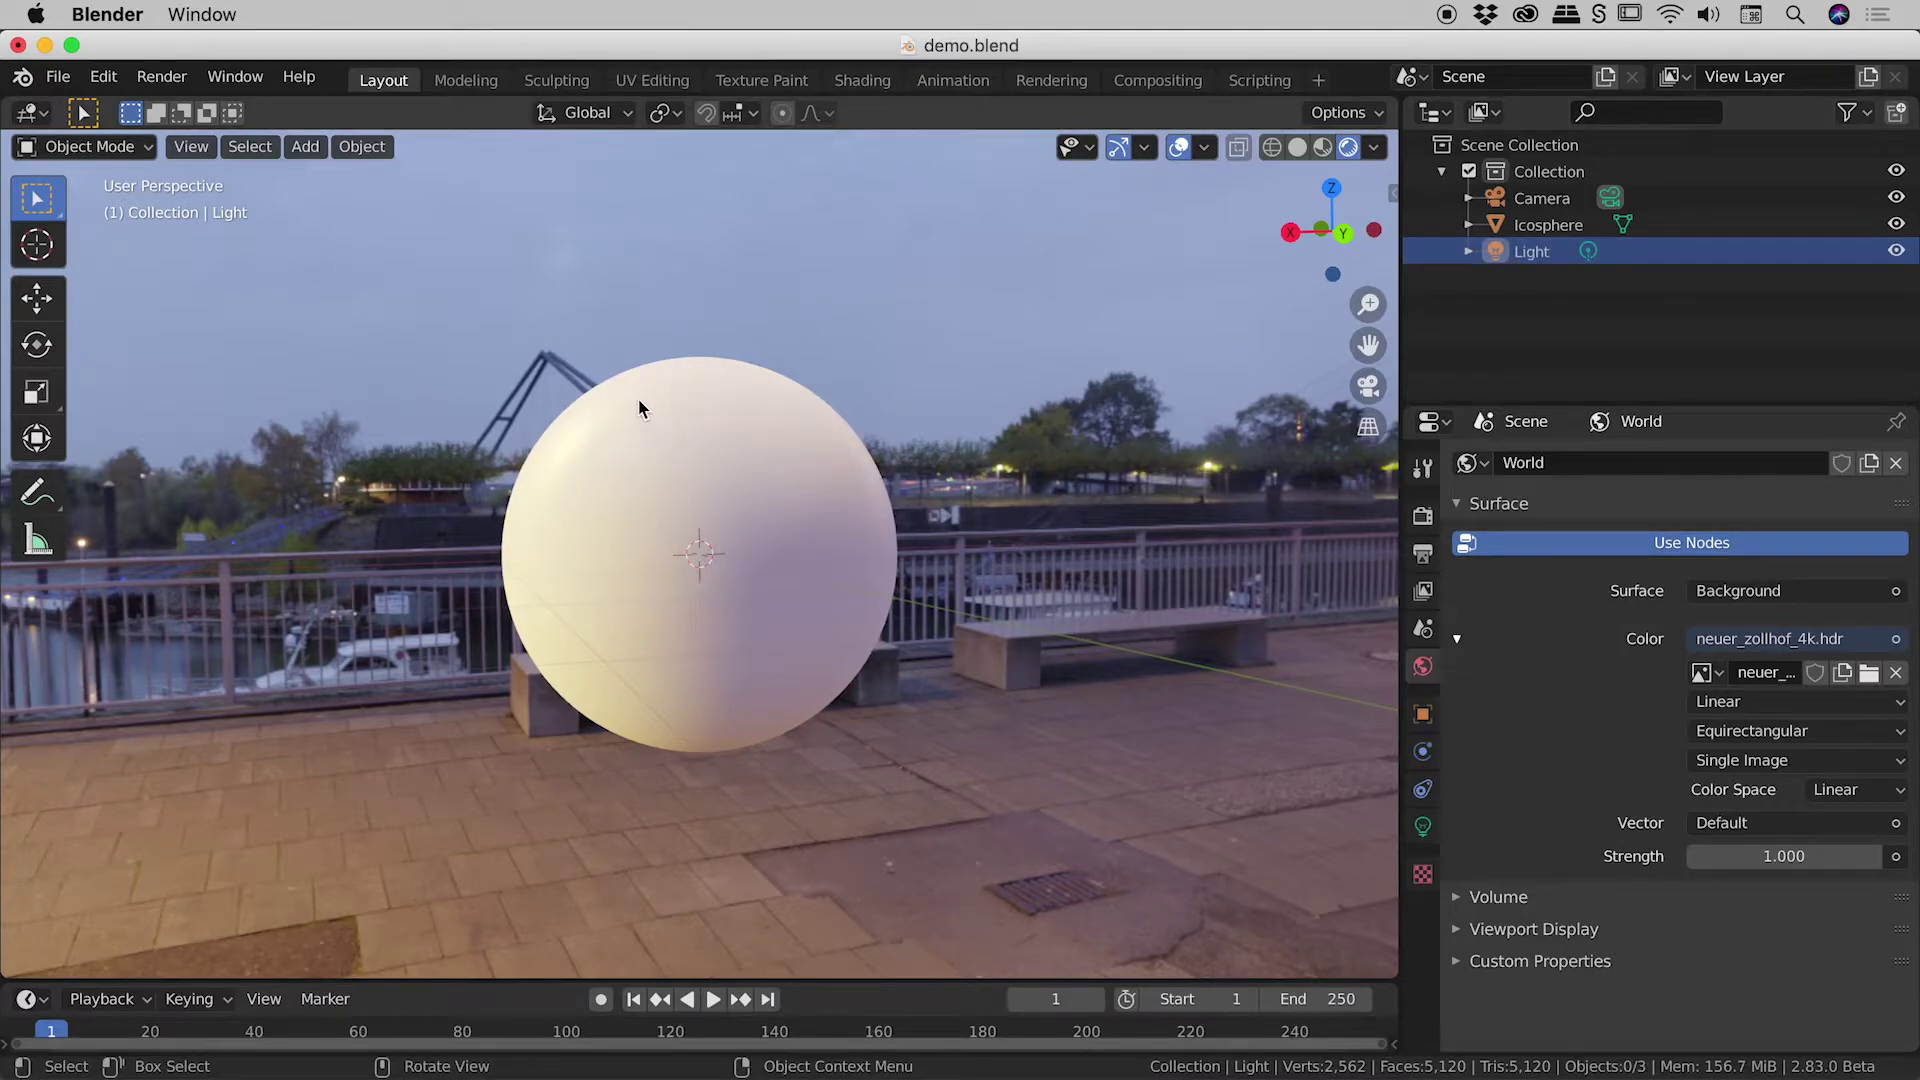 Blender Window
demo.blend
File Edit Render Window Help Layout Modeling Sculpting UV Editing Texture Paint Shading Animation Rendering Compositing Scripting + Scene View Layer
Global Options
Object Mode View Select Add Object
Scene Collection
Collection
Camera
Icosphere
Light
User Perspective
(1) Collection | Light
Z
X Y
Scene World
World
Surface
Use Nodes
Surface Background
Color neuer_zollhof_4k.hdr
neuer_...
Linear
Equirectangular
Single Image
Color Space Linear
Vector Default
Strength 1.000
Volume
Viewport Display
Custom Properties
Playback Keying View Marker 1 Start 1 End 250
1 20 40 60 80 100 120 140 160 180 200 220 240
Select Box Select Rotate View Object Context Menu Collection | Light | Verts:2,562 | Faces:5,120 | Tris:5,120 | Objects:0/3 | Mem: 156.7 MiB | 2.83.0 Beta